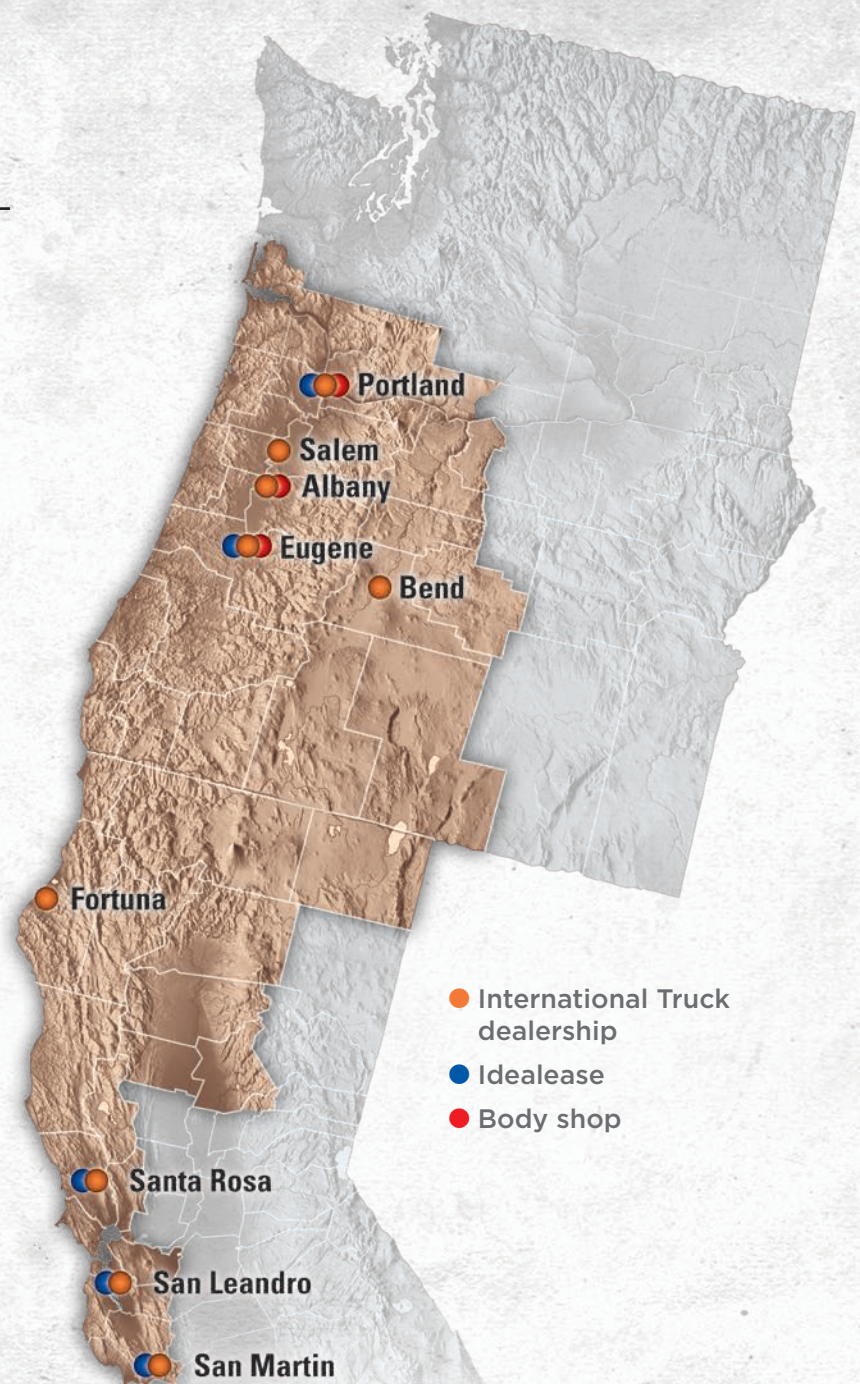 Portland
Salem
Albany
Eugene
Bend
Fortuna
International Truck
dealership
Idealease
Body shop
Santa Rosa
San Leandro
San Martin